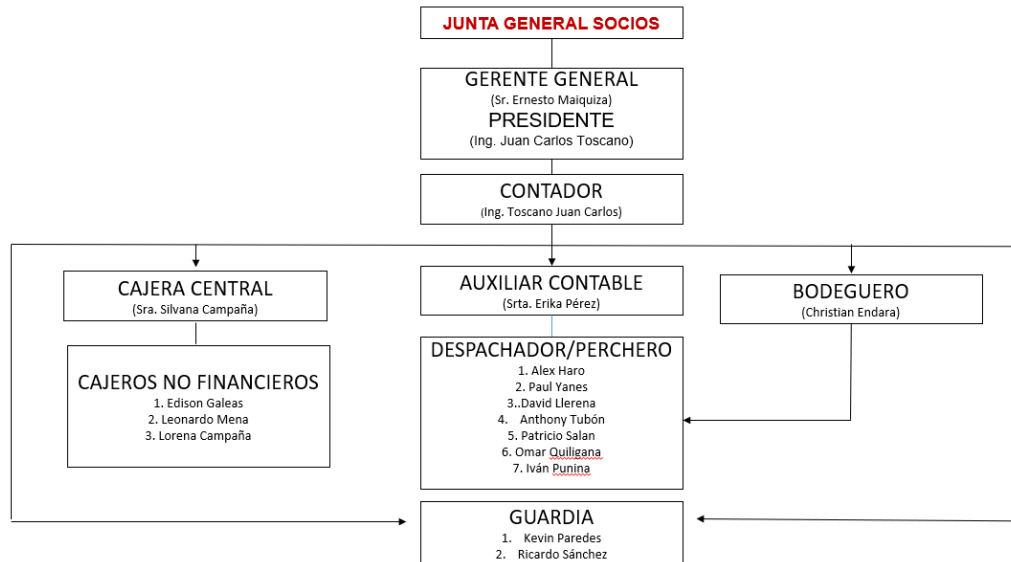 JUNTA GENERAL SOCIOS
GERENTE GENERAL
(Sr. Ernesto Maiquiza)
PRESIDENTE
(Ing. Juan Carlos Toscano)
CONTADOR
(Ing. Toscano Juan Carlos)
CAJERA CENTRAL
(Sra. Silvana Campaña)
AUXILIAR CONTABLE
(Srta. Erika Pérez)
BODEGUERO
(Christian Endara)
CAJEROS NO FINANCIEROS
1. Edison Galeas
2. Leonardo Mena
3. Lorena Campaña
DESPACHADOR/PERCHERO
1. Alex Haro
2. Paul Yanes
3..David Llerena
4. Anthony Tubón
5. Patricio Salan
6. Omar Quiligana
7. Iván Punina
GUARDIA
1. Kevin Paredes
2. Ricardo Sánchez